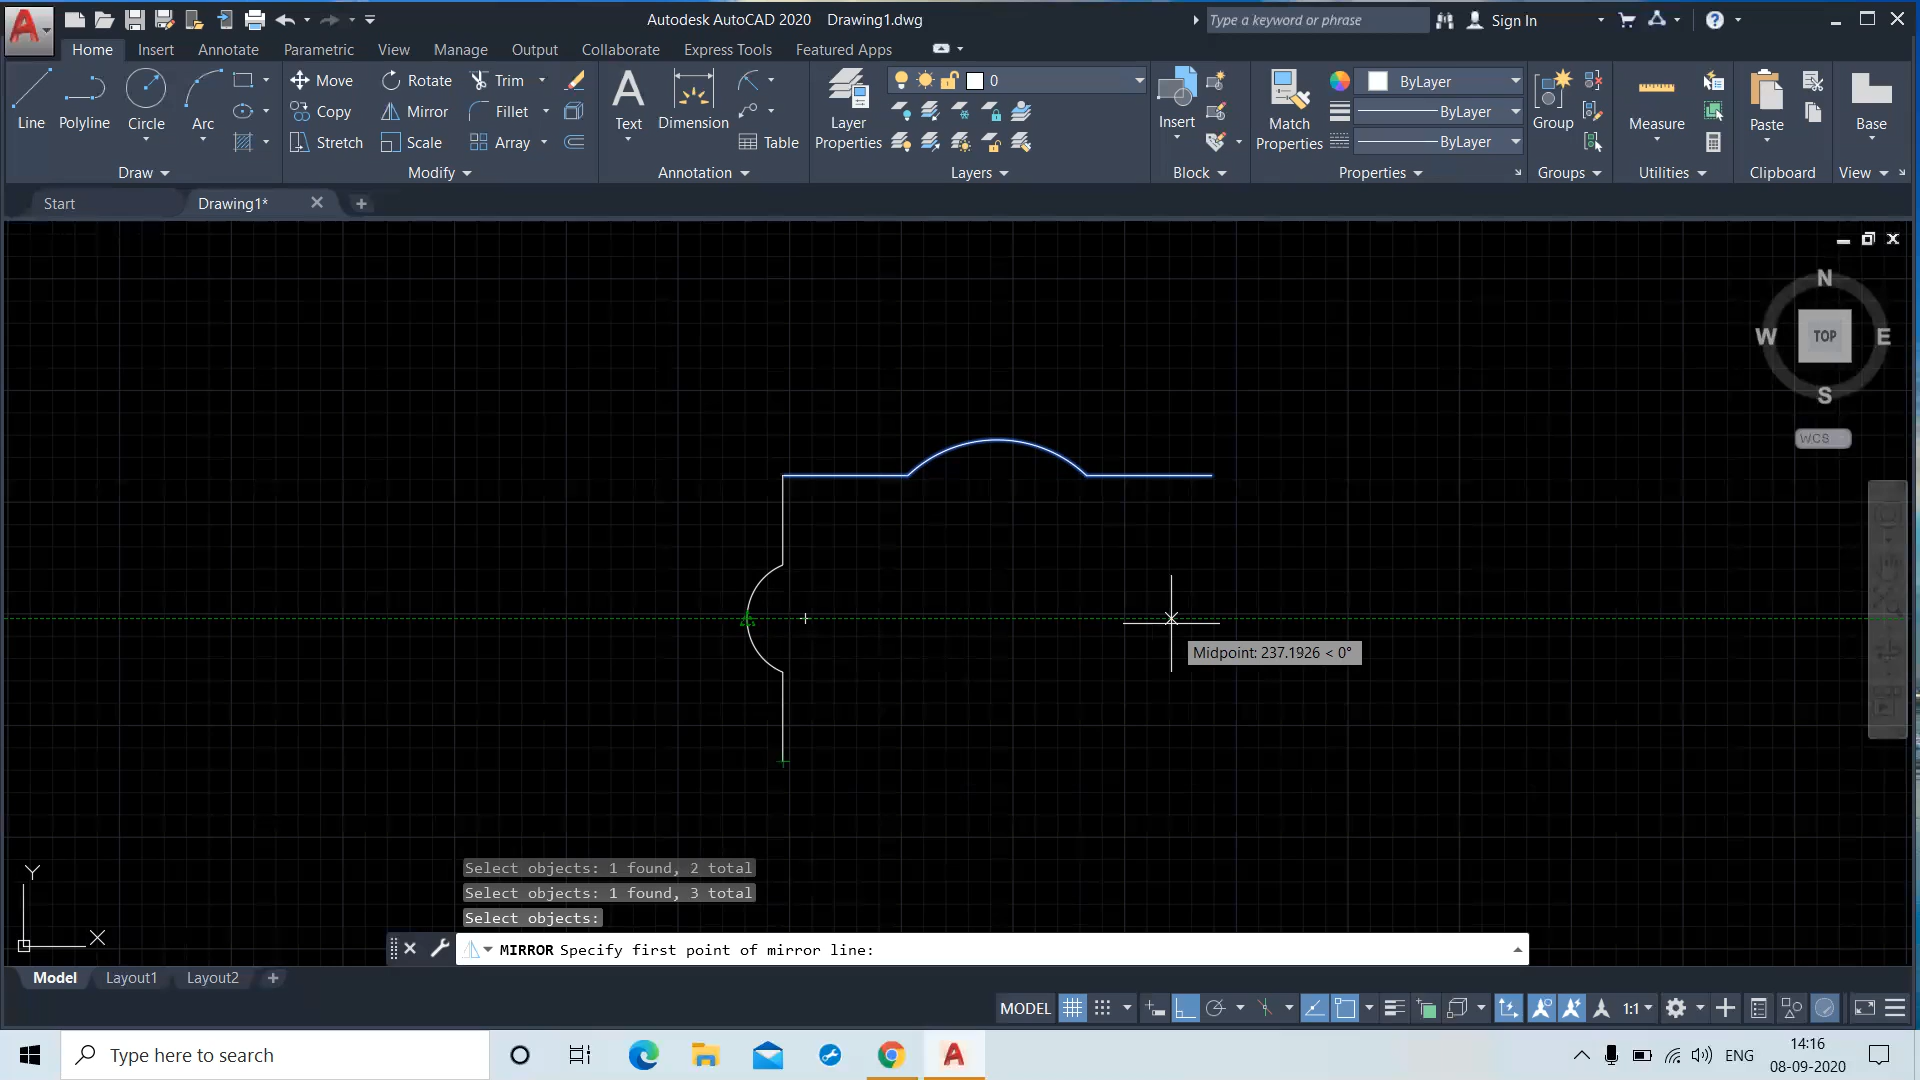 Autodesk AutoCAD 2020 Drawing1.dwg
Type a keyword or phrase
Sign In
Home Insert Annotate Parametric View Manage Output Collaborate Express Tools Featured Apps
Line Polyline Circle Arc
Draw
Move Rotate Trim
Copy Mirror Fillet
Stretch Scale Array
Modify
Text Dimension Table
Annotation
Layer Properties
0
Layers
Insert
Block
Match Properties
ByLayer
ByLayer
ByLayer
Properties
Group
Groups
Measure
Utilities
Paste
Clipboard
Base
View
Start Drawing1*
N
W TOP E
S
WCS
Midpoint: 237.1926 < 0°
Y
X
Select objects: 1 found, 2 total
Select objects: 1 found, 3 total
Select objects:
MIRROR Specify first point of mirror line:
Model Layout1 Layout2
MODEL 1:1
Type here to search
ENG
14:16
08-09-2020